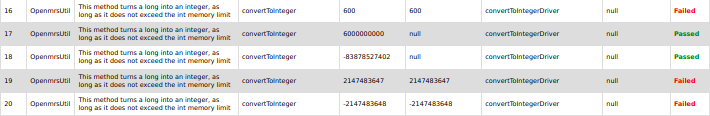 16 OpenmrsUtil This method turns a long into an integer, as long as it does not exceed the int memory limit convertToInteger 600 600 convertToIntegerDriver null Failed
17 OpenmrsUtil This method turns a long into an integer, as long as it does not exceed the int memory limit convertToInteger 6000000000 null convertToIntegerDriver null Passed
18 OpenmrsUtil This method turns a long into an integer, as long as it does not exceed the int memory limit convertToInteger -83878527402 null convertToIntegerDriver null Passed
19 OpenmrsUtil This method turns a long into an integer, as long as it does not exceed the int memory limit convertToInteger 2147483647 2147483647 convertToIntegerDriver null Failed
20 OpenmrsUtil This method turns a long into an integer, as long as it does not exceed the int memory limit convertToInteger -2147483648 -2147483648 convertToIntegerDriver null Failed